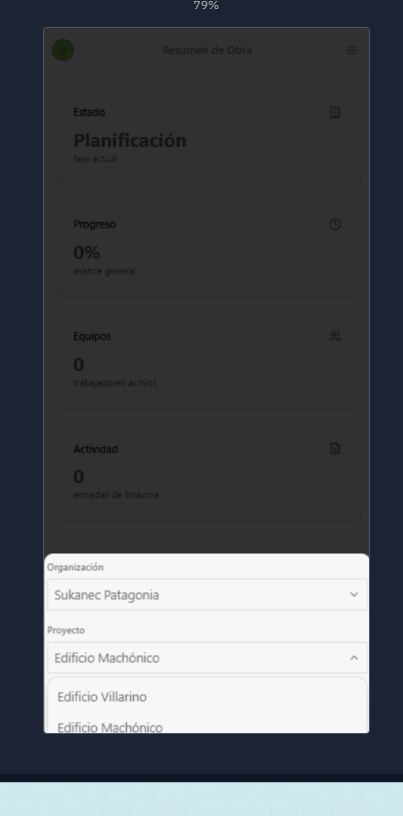 79%
Resumen de Obra
Estado
Planificación
fase actual
Progreso
0%
avance general
Equipos
0
trabajadores activos
Actividad
0
entradas de bitácora
Organización
Sukanec Patagonia
Proyecto
Edificio Machónico
Edificio Villarino
Edificio Machónico